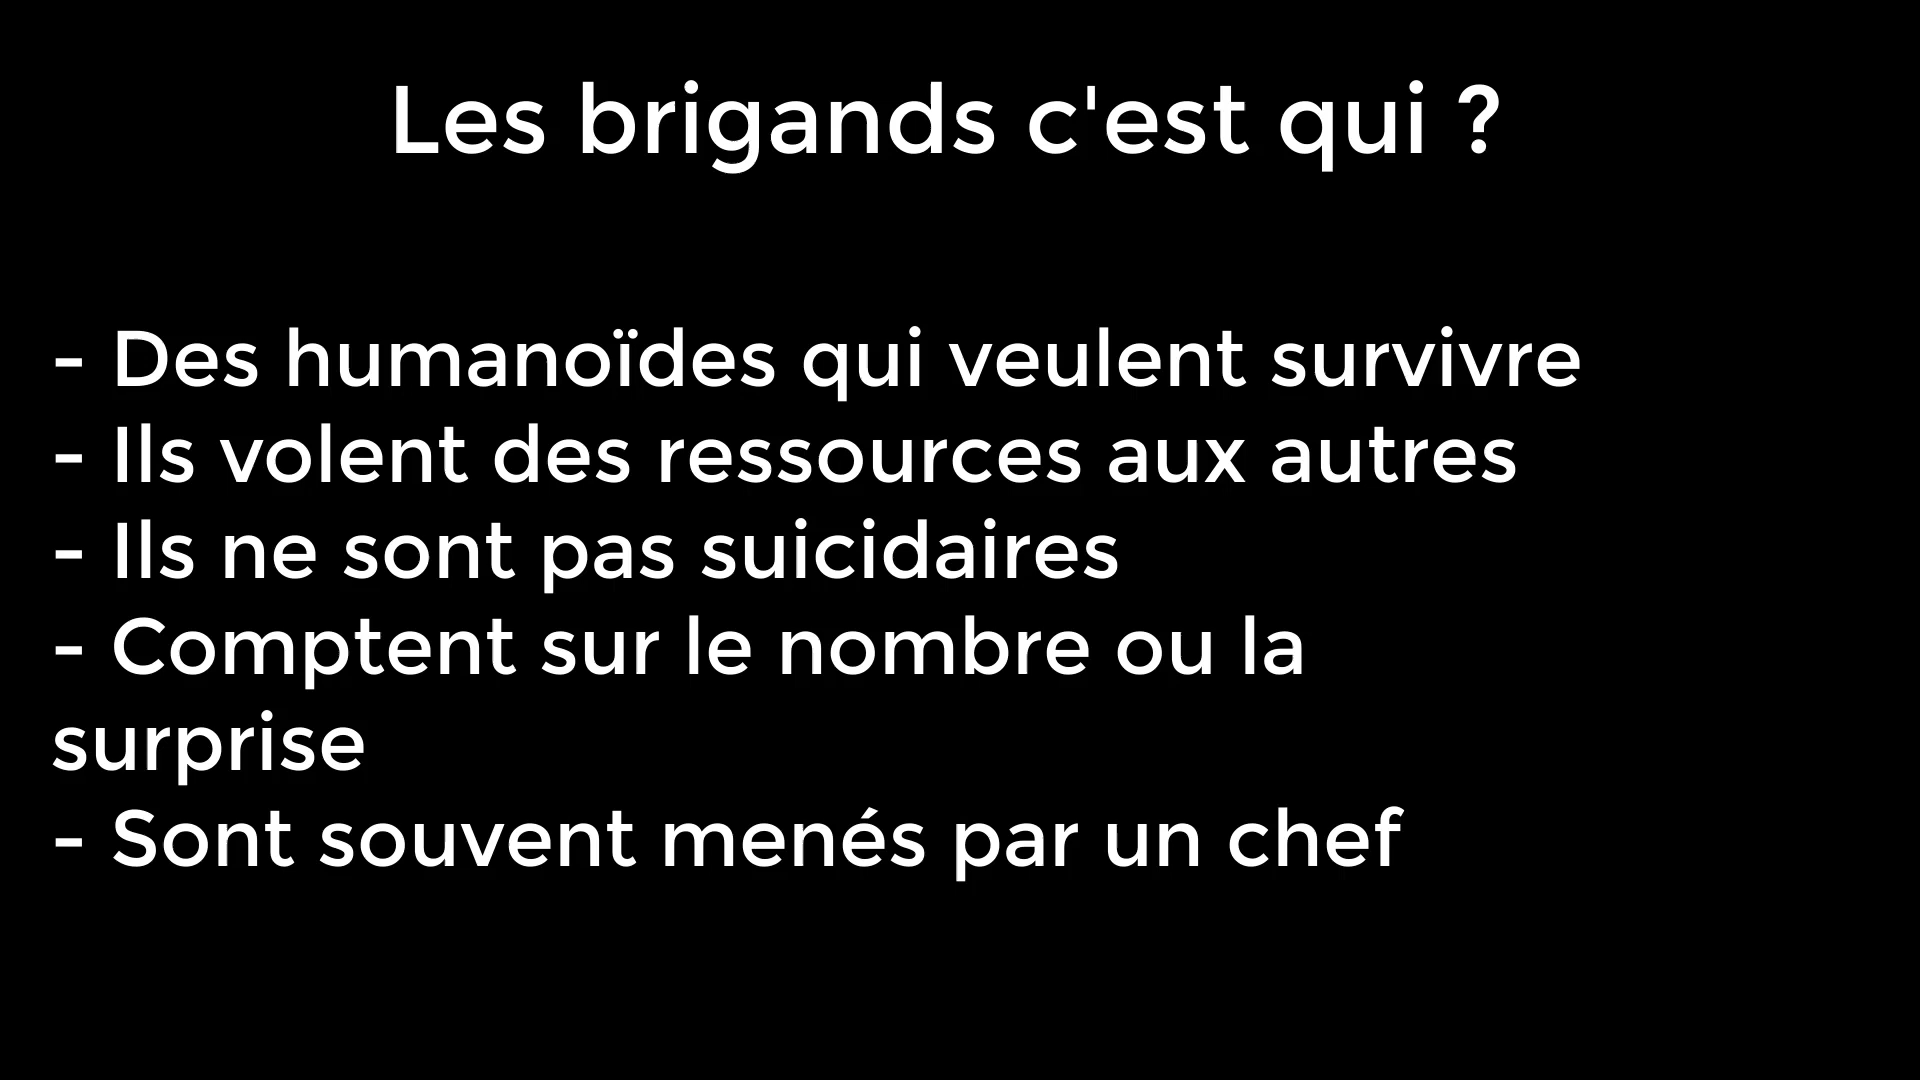 Les brigands c'est qui ?
- Des humanoïdes qui veulent survivre
- Ils volent des ressources aux autres
- Ils ne sont pas suicidaires
- Comptent sur le nombre ou la
surprise
- Sont souvent menés par un chef